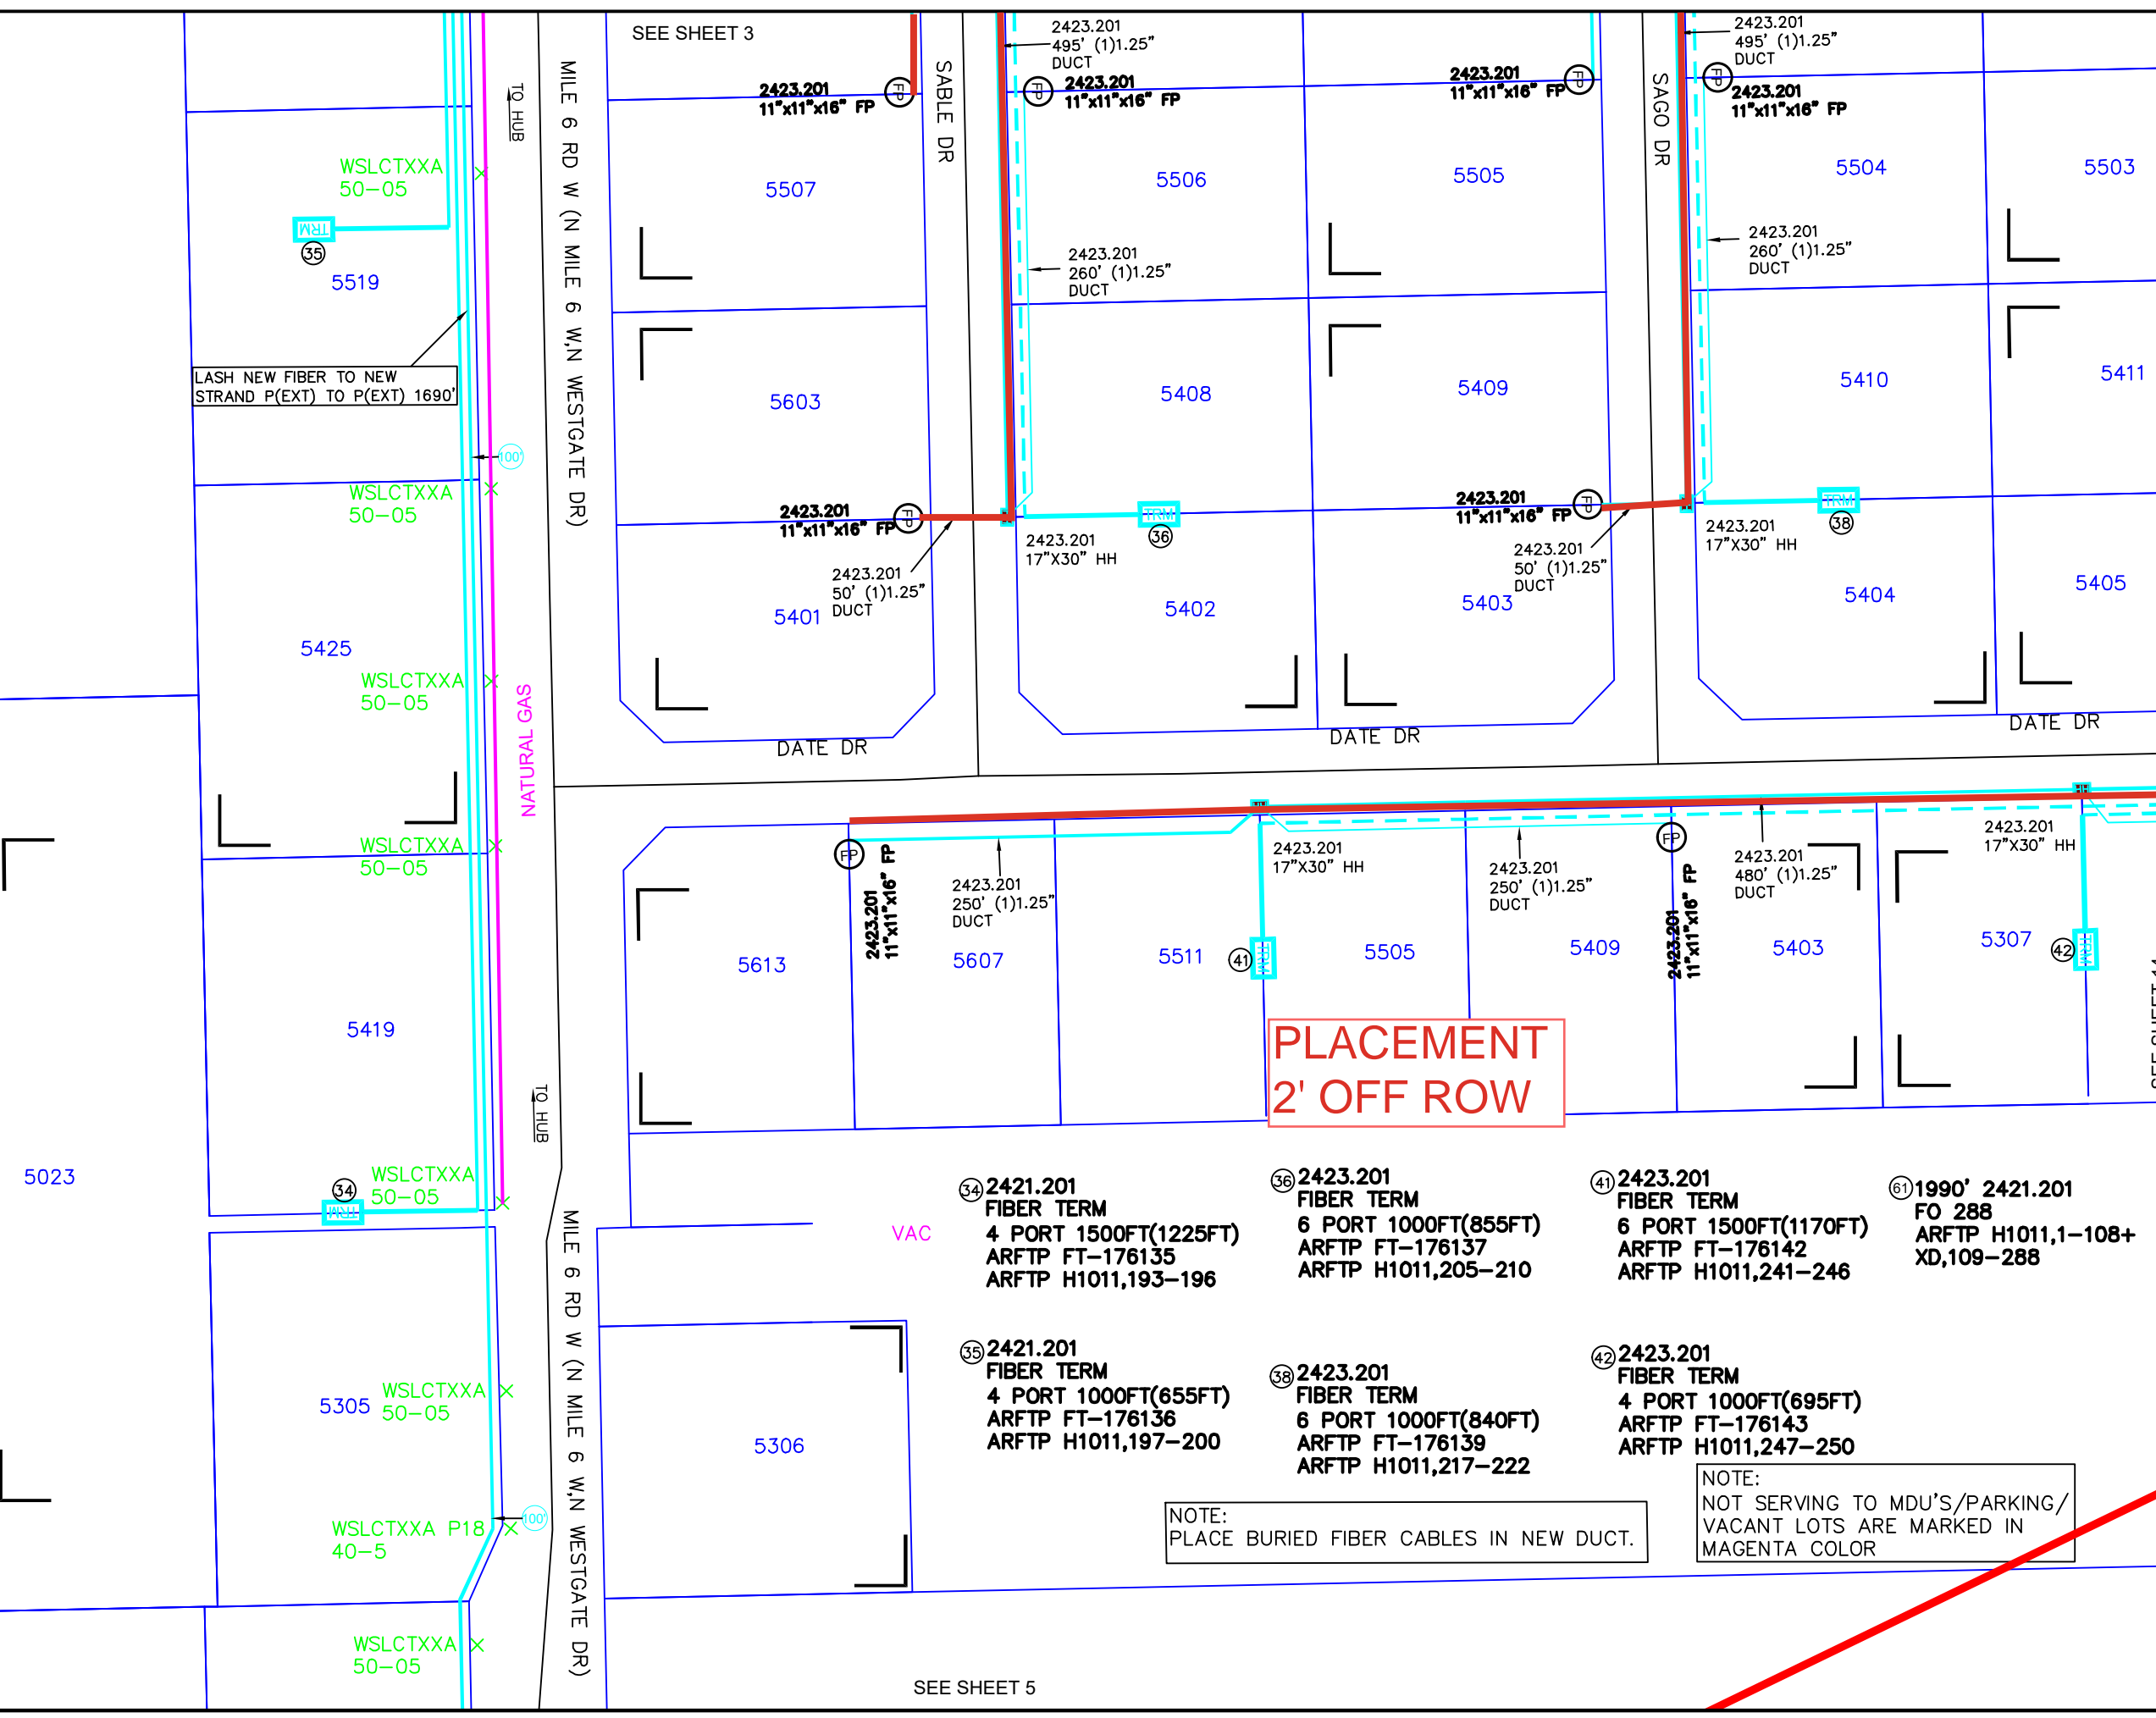 SEE SHEET 3
TO HUB
MILE 6 RD W (N MILE 6 W,N WESTGATE DR)
SABLE DR
SAGO DR
2423.201
495' (1)1.25"
DUCT
2423.201
495' (1)1.25"
DUCT
2423.201
11"x11"x16" FP
FP
FP
2423.201
11"x11"x16" FP
2423.201
11"x11"x16" FP
FP
FP
2423.201
11"x11"x16" FP
WSLCTXXA
50-05
TRM
35
5519
5507
5506
5505
5504
5503
2423.201
260' (1)1.25"
DUCT
2423.201
260' (1)1.25"
DUCT
LASH NEW FIBER TO NEW
STRAND P(EXT) TO P(EXT) 1690'
100'
5603
5408
5409
5410
5411
WSLCTXXA
50-05
2423.201
11"x11"x16" FP
FP
TRM
36
2423.201
17"X30" HH
2423.201
11"x11"x16" FP
FP
TRM
38
2423.201
17"X30" HH
2423.201
50' (1)1.25"
DUCT
2423.201
50' (1)1.25"
DUCT
5401
5402
5403
5404
5405
5425
WSLCTXXA
50-05
NATURAL GAS
DATE DR
DATE DR
DATE DR
WSLCTXXA
50-05
FP
2423.201
11"x11"x16" FP
2423.201
250' (1)1.25"
DUCT
2423.201
17"X30" HH
2423.201
250' (1)1.25"
DUCT
FP
2423.201
11"x11"x16" FP
2423.201
480' (1)1.25"
DUCT
2423.201
17"X30" HH
5613
5607
5511
41
TRM
5505
5409
5403
5307
42
TRM
5419
PLACEMENT
2' OFF ROW
TO HUB
5023
34
TRM
WSLCTXXA
50-05
MILE 6 RD W (N MILE 6 W,N WESTGATE DR)
VAC
34 2421.201
FIBER TERM
4 PORT 1500FT(1225FT)
ARFTP FT-176135
ARFTP H1011,193-196
36 2423.201
FIBER TERM
6 PORT 1000FT(855FT)
ARFTP FT-176137
ARFTP H1011,205-210
41 2423.201
FIBER TERM
6 PORT 1500FT(1170FT)
ARFTP FT-176142
ARFTP H1011,241-246
61 1990' 2421.201
FO 288
ARFTP H1011,1-108+
XD,109-288
35 2421.201
FIBER TERM
4 PORT 1000FT(655FT)
ARFTP FT-176136
ARFTP H1011,197-200
38 2423.201
FIBER TERM
6 PORT 1000FT(840FT)
ARFTP FT-176139
ARFTP H1011,217-222
42 2423.201
FIBER TERM
4 PORT 1000FT(695FT)
ARFTP FT-176143
ARFTP H1011,247-250
5305
WSLCTXXA
50-05
5306
WSLCTXXA P18
40-5
100'
NOTE:
PLACE BURIED FIBER CABLES IN NEW DUCT.
NOTE:
NOT SERVING TO MDU'S/PARKING/
VACANT LOTS ARE MARKED IN
MAGENTA COLOR
WSLCTXXA
50-05
SEE SHEET 5